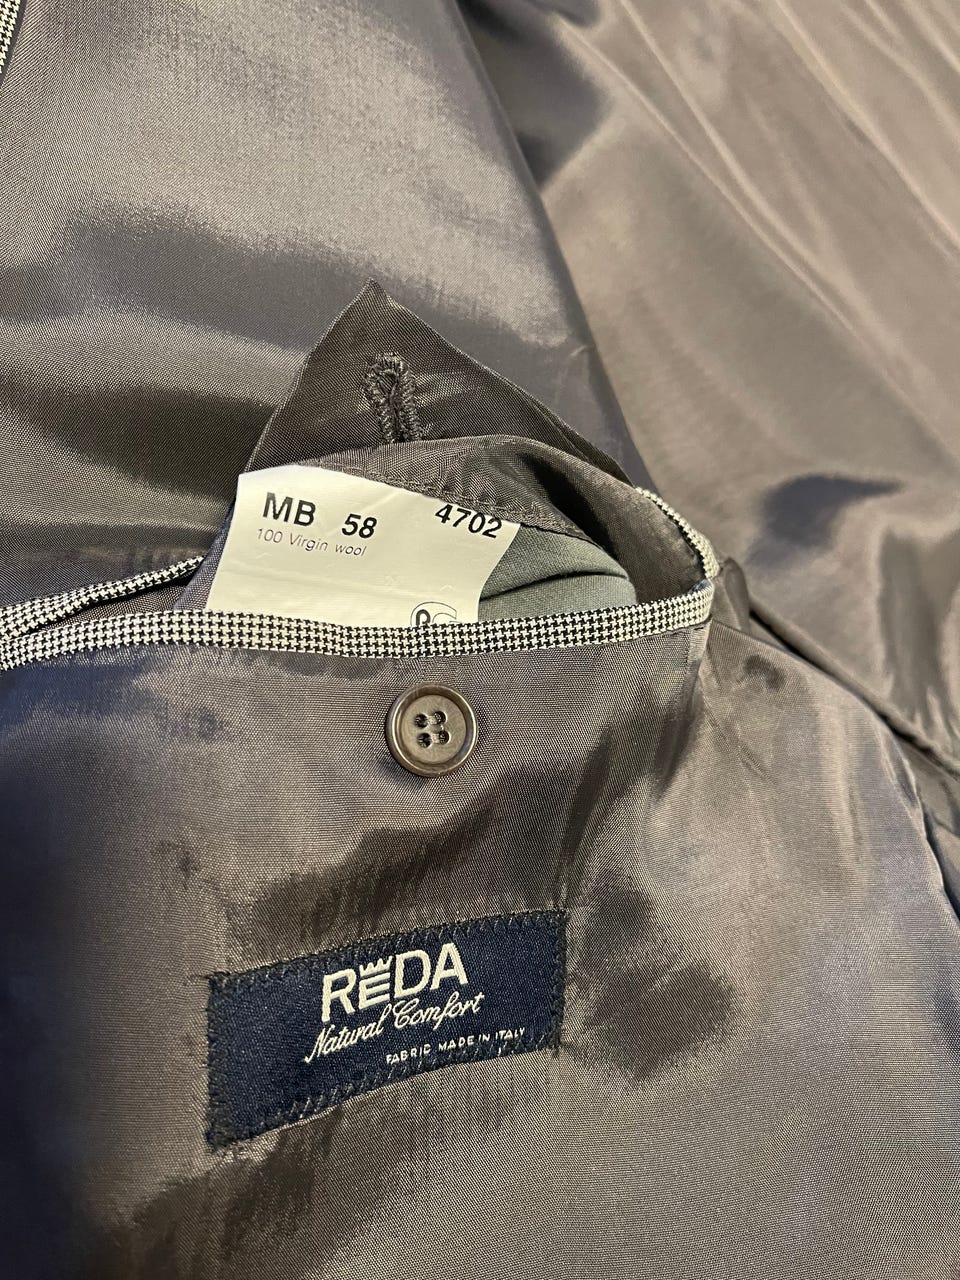 MB 58 4702
100 Virgin wool
REDA
Natural Comfort
FABRIC MADE IN ITALY